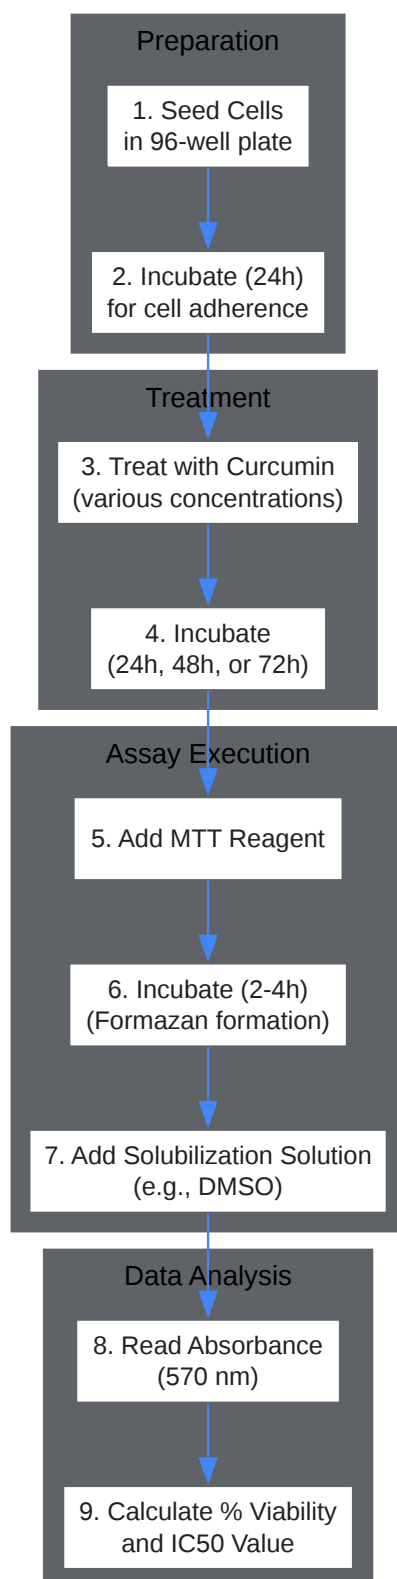 Preparation
1. Seed Cells
in 96-well plate
2. Incubate (24h)
for cell adherence
Treatment
3. Treat with Curcumin
(various concentrations)
4. Incubate
(24h, 48h, or 72h)
Assay Execution
5. Add MTT Reagent
6. Incubate (2-4h)
(Formazan formation)
7. Add Solubilization Solution
(e.g., DMSO)
Data Analysis
8. Read Absorbance
(570 nm)
9. Calculate % Viability
and IC50 Value